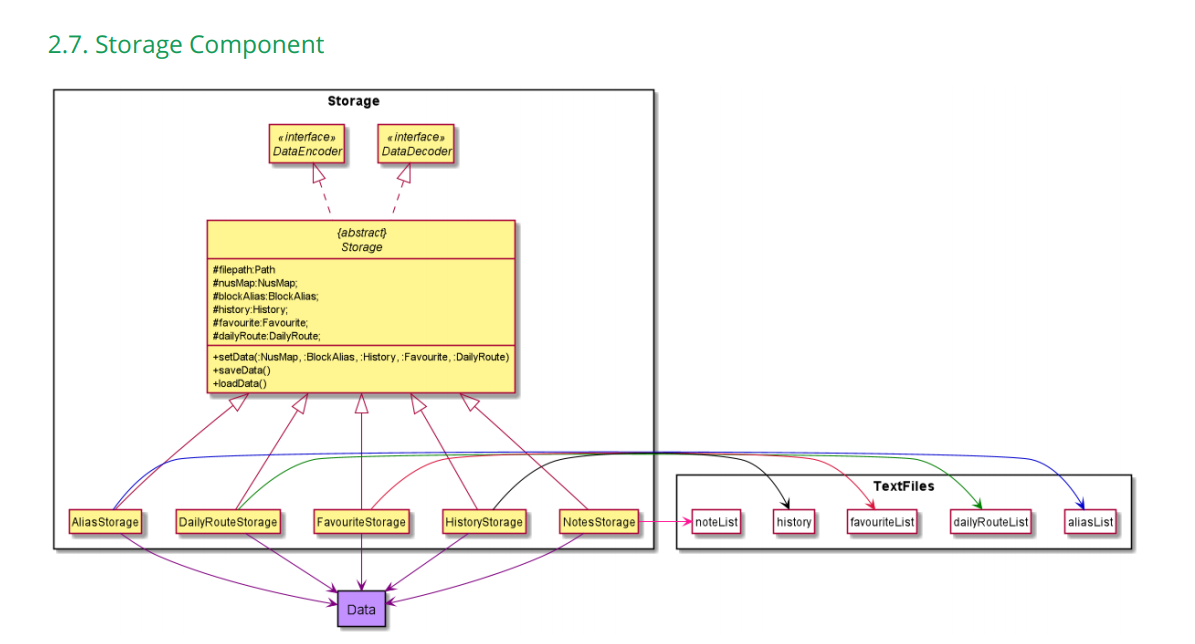 2.7. Storage Component
Storage
«interface»
DataEncoder
«interface»
DataDecoder
{abstract}
Storage
#filepath:Path
#nusMap:NusMap;
#blockAlias:BlockAlias;
#history:History;
#favourite:Favourite;
#dailyRoute:DailyRoute;
+setData(:NusMap, :BlockAlias, :History, :Favourite, :DailyRoute)
+saveData()
+loadData()
TextFiles
AliasStorage
DailyRouteStorage
FavouriteStorage
HistoryStorage
NotesStorage
noteList
history
favouriteList
dailyRouteList
aliasList
Data